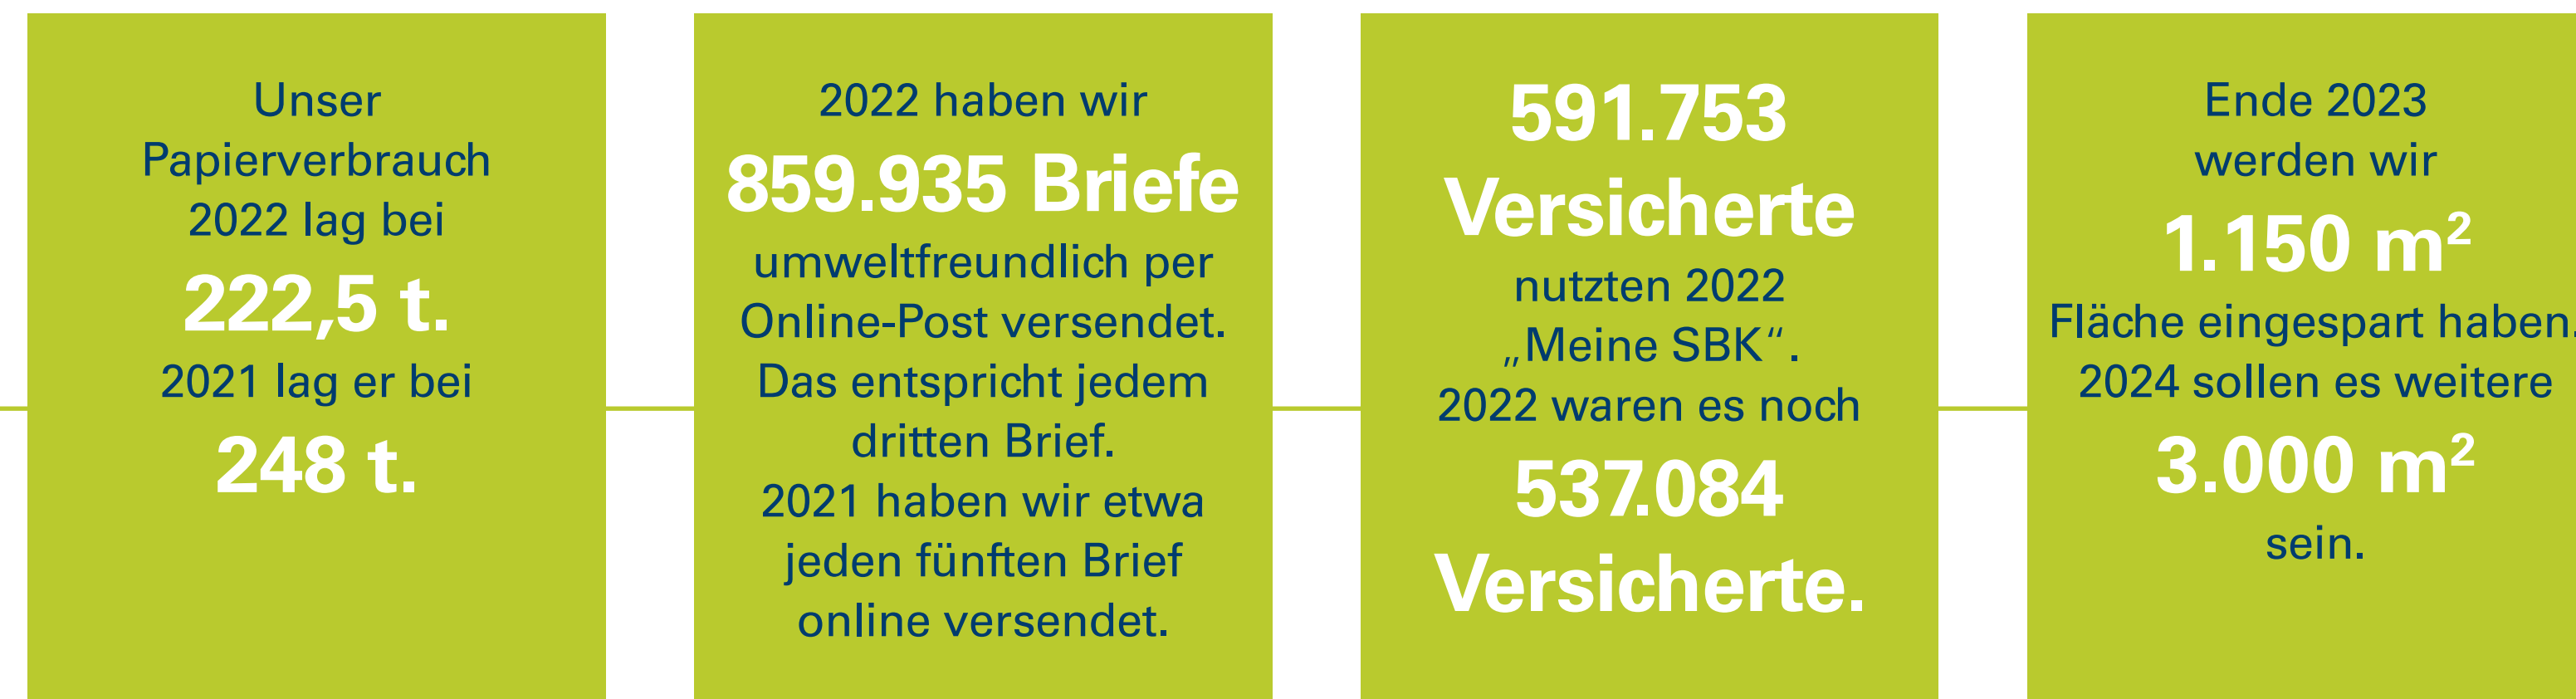 Unser
Papierverbrauch
2022 lag bei
222,5 t.
2021 lag er bei
248 t.
2022 haben wir
859.935 Briefe
umweltfreundlich per
Online-Post versendet.
Das entspricht jedem
dritten Brief.
2021 haben wir etwa
jeden fünften Brief
online versendet.
591.753
Versicherte
nutzten 2022
„Meine SBK“.
2022 waren es noch
537.084
Versicherte.
Ende 2023
werden wir
1.150 m²
Fläche eingespart haben.
2024 sollen es weitere
3.000 m²
sein.